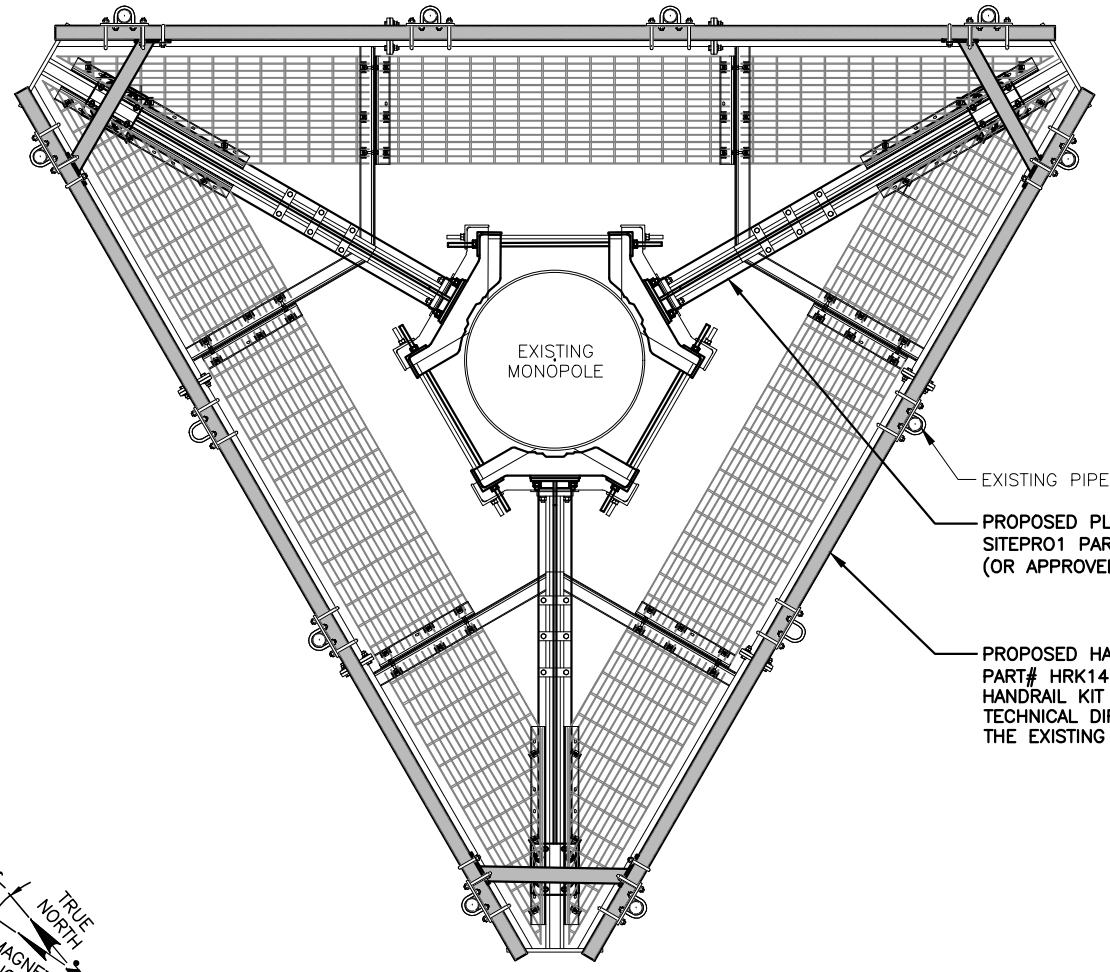 EXISTING
MONOPOLE
EXISTING PIPE
PROPOSED PL
SITEPRO1 PAR
(OR APPROVE
PROPOSED HA
PART# HRK14
HANDRAIL KIT
TECHNICAL DI
THE EXISTING
TRUE
NORTH
MAGNE